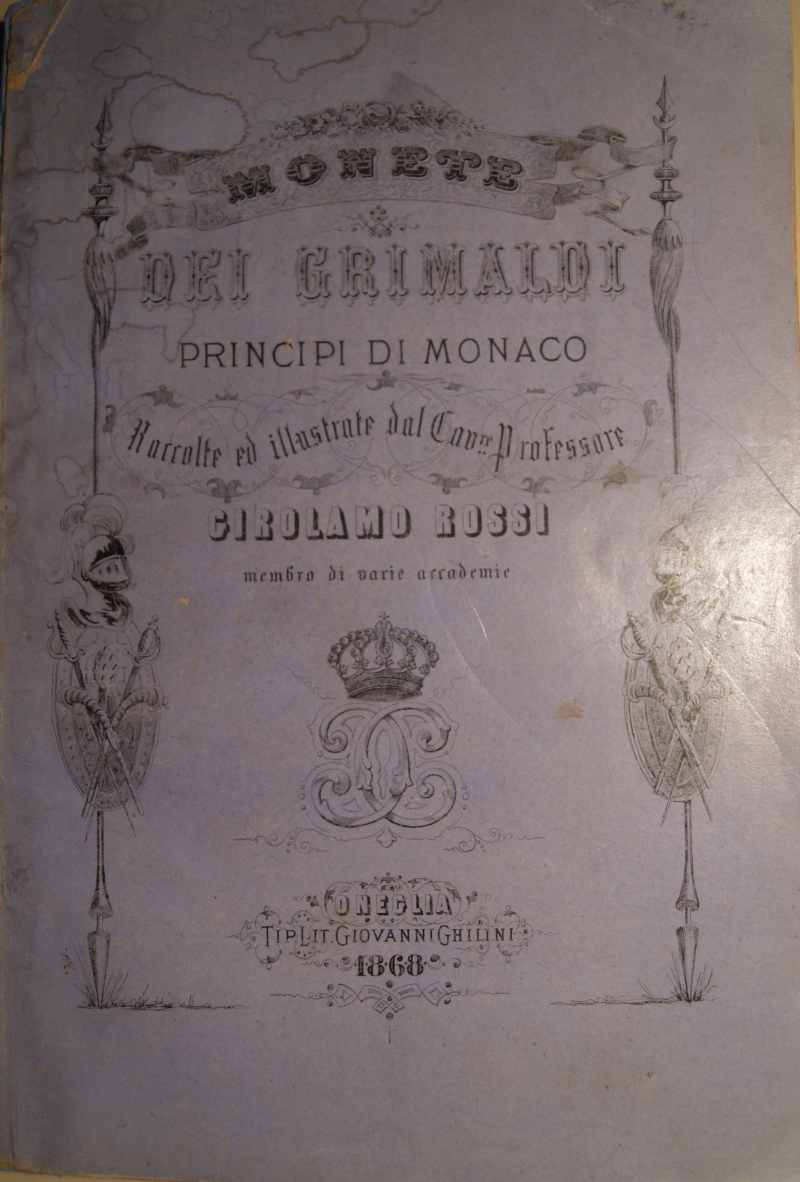 MONETE
DEI GRIMALDI
PRINCIPI DI MONACO
Raccolte ed illustrate dal Cav.re Professore
GIROLAMO ROSSI
membro di varie accademie
ONEGLIA
TIP. LIT. GIOVANNI GHILINI
1868